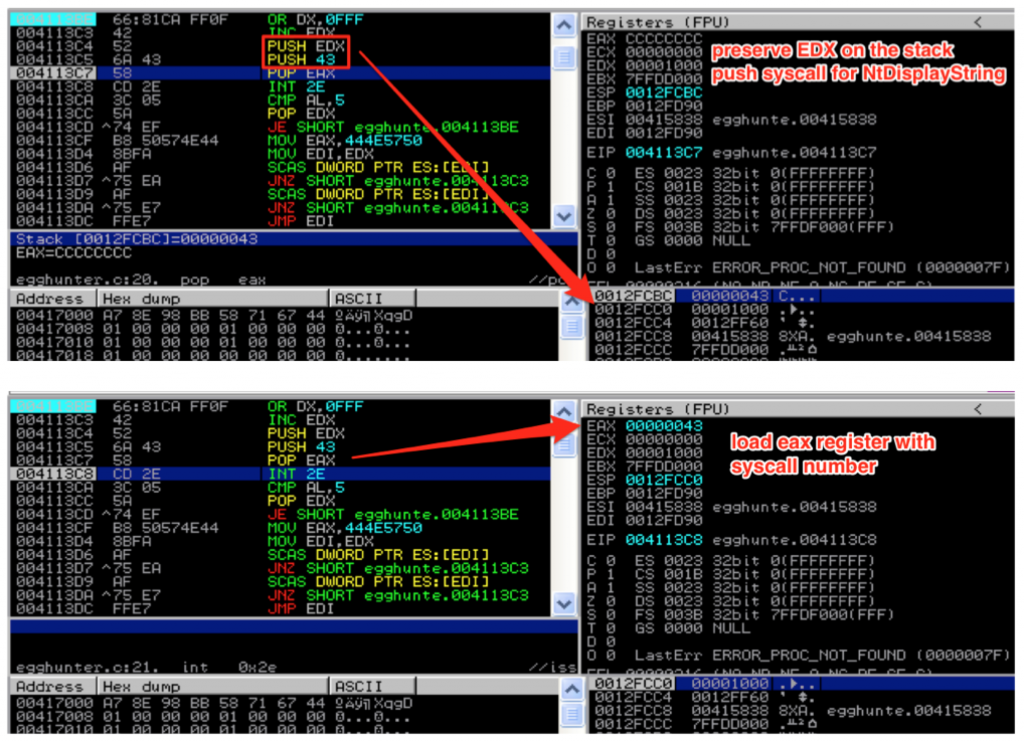 66:81CA FF0F OR DX,0FFF
004113C3 42 INC EDX
004113C4 52 PUSH EDX
004113C5 6A 43 PUSH 43
004113C7 58 POP EAX
004113C8 CD 2E INT 2E
004113CA 3C 05 CMP AL,5
004113CC 5A POP EDX
004113CD ^74 EF JE SHORT egghunte.004113BE
004113CF B8 50574E44 MOV EAX,444E5750
004113D4 8BFA MOV EDI,EDX
004113D6 AF SCAS DWORD PTR ES:[EDI]
004113D7 ^75 EA JNZ SHORT egghunte.004113C3
004113D9 AF SCAS DWORD PTR ES:[EDI]
004113DA ^75 E7 JNZ SHORT egghunte.004113C3
004113DC FFE7 JMP EDI
Stack [0012FCBC]=00000043
EAX=CCCCCCCC
egghunter.c:20. pop eax
Registers (FPU) <
EAX CCCCCCCC
ECX 00000000
EDX 00001000
EBX 7FFDD000
ESP 0012FCBC
EBP 0012FD90
ESI 00415838 egghunte.00415838
EDI 0012FD90
EIP 004113C7 egghunte.004113C7
C 0 ES 0023 32bit 0(FFFFFFFF)
P 1 CS 001B 32bit 0(FFFFFFFF)
A 1 SS 0023 32bit 0(FFFFFFFF)
Z 0 DS 0023 32bit 0(FFFFFFFF)
S 0 FS 003B 32bit 7FFDF000(FFF)
T 0 GS 0000 NULL
D 0
O 0 LastErr ERROR_PROC_NOT_FOUND (0000007F)
preserve EDX on the stack
push syscall for NtDisplayString
Address Hex dump ASCII
00417000 A7 8E 98 BB 58 71 67 44
00417008 01 00 00 00 01 00 00 00
00417010 01 00 00 00 00 00 00 00
00417018 01 00 00 00 00 00 00 00
0012FCBC 00000043 C...
0012FCC0 00001000
0012FCC4 0012FF60
0012FCC8 00415838 8XA. egghunte.00415838
0012FCCC 7FFDD000
66:81CA FF0F OR DX,0FFF
004113C3 42 INC EDX
004113C4 52 PUSH EDX
004113C5 6A 43 PUSH 43
004113C7 58 POP EAX
004113C8 CD 2E INT 2E
004113CA 3C 05 CMP AL,5
004113CC 5A POP EDX
004113CD ^74 EF JE SHORT egghunte.004113BE
004113CF B8 50574E44 MOV EAX,444E5750
004113D4 8BFA MOV EDI,EDX
004113D6 AF SCAS DWORD PTR ES:[EDI]
004113D7 ^75 EA JNZ SHORT egghunte.004113C3
004113D9 AF SCAS DWORD PTR ES:[EDI]
004113DA ^75 E7 JNZ SHORT egghunte.004113C3
004113DC FFE7 JMP EDI
egghunter.c:21. int 0x2e //iss
Registers (FPU) <
EAX 00000043
ECX 00000000
EDX 00001000
EBX 7FFDD000
ESP 0012FCC0
EBP 0012FD90
ESI 00415838 egghunte.00415838
EDI 0012FD90
EIP 004113C8 egghunte.004113C8
C 0 ES 0023 32bit 0(FFFFFFFF)
P 1 CS 001B 32bit 0(FFFFFFFF)
A 1 SS 0023 32bit 0(FFFFFFFF)
Z 0 DS 0023 32bit 0(FFFFFFFF)
S 0 FS 003B 32bit 7FFDF000(FFF)
T 0 GS 0000 NULL
D 0
O 0 LastErr ERROR_PROC_NOT_FOUND (0000007F)
load eax register with
syscall number
Address Hex dump ASCII
00417000 A7 8E 98 BB 58 71 67 44
00417008 01 00 00 00 01 00 00 00
00417010 01 00 00 00 00 00 00 00
0012FCC0 00001000
0012FCC4 0012FF60
0012FCC8 00415838 8XA. egghunte.00415838
0012FCCC 7FFDD000